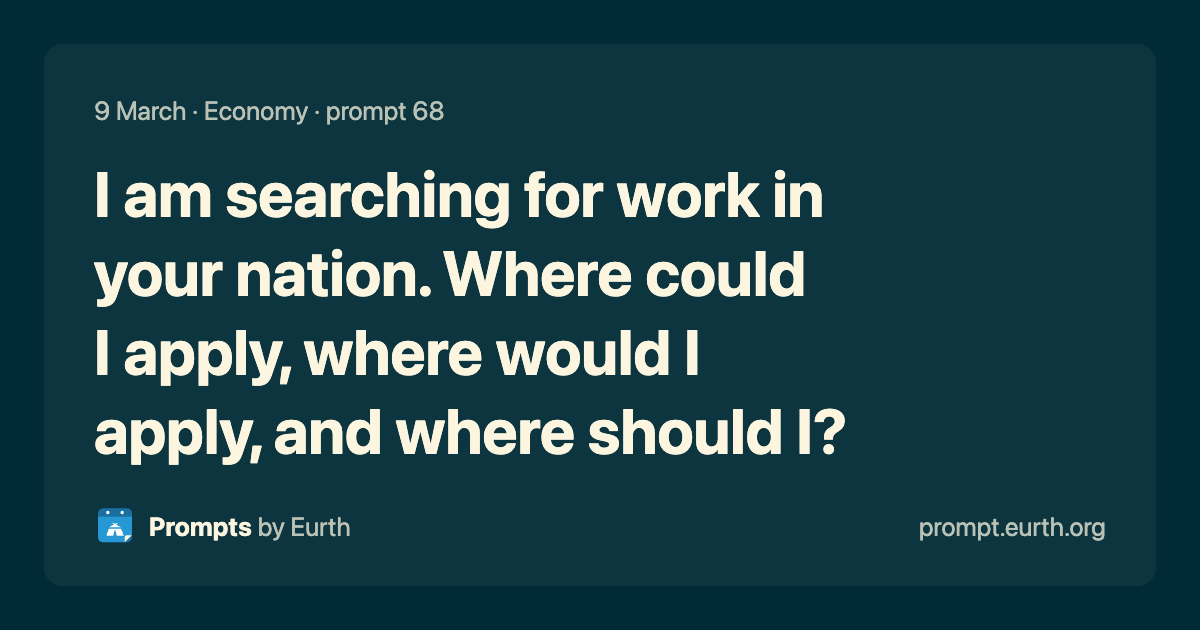 9 March · Economy · prompt 68
I am searching for work in
your nation. Where could
I apply, where would I
apply, and where should I?
Prompts by Eurth
prompt.eurth.org